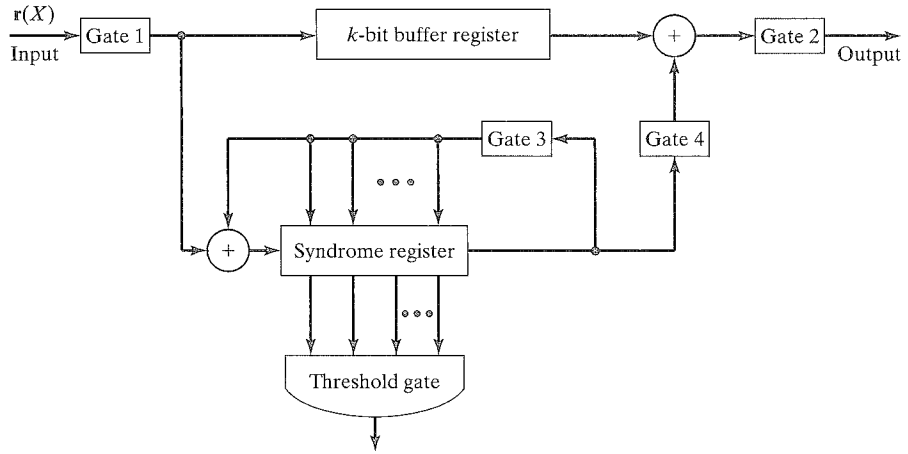 r(X)
Input
Gate 1
k-bit buffer register
+
Gate 2
Output
Gate 3
Gate 4
+
Syndrome register
Threshold gate